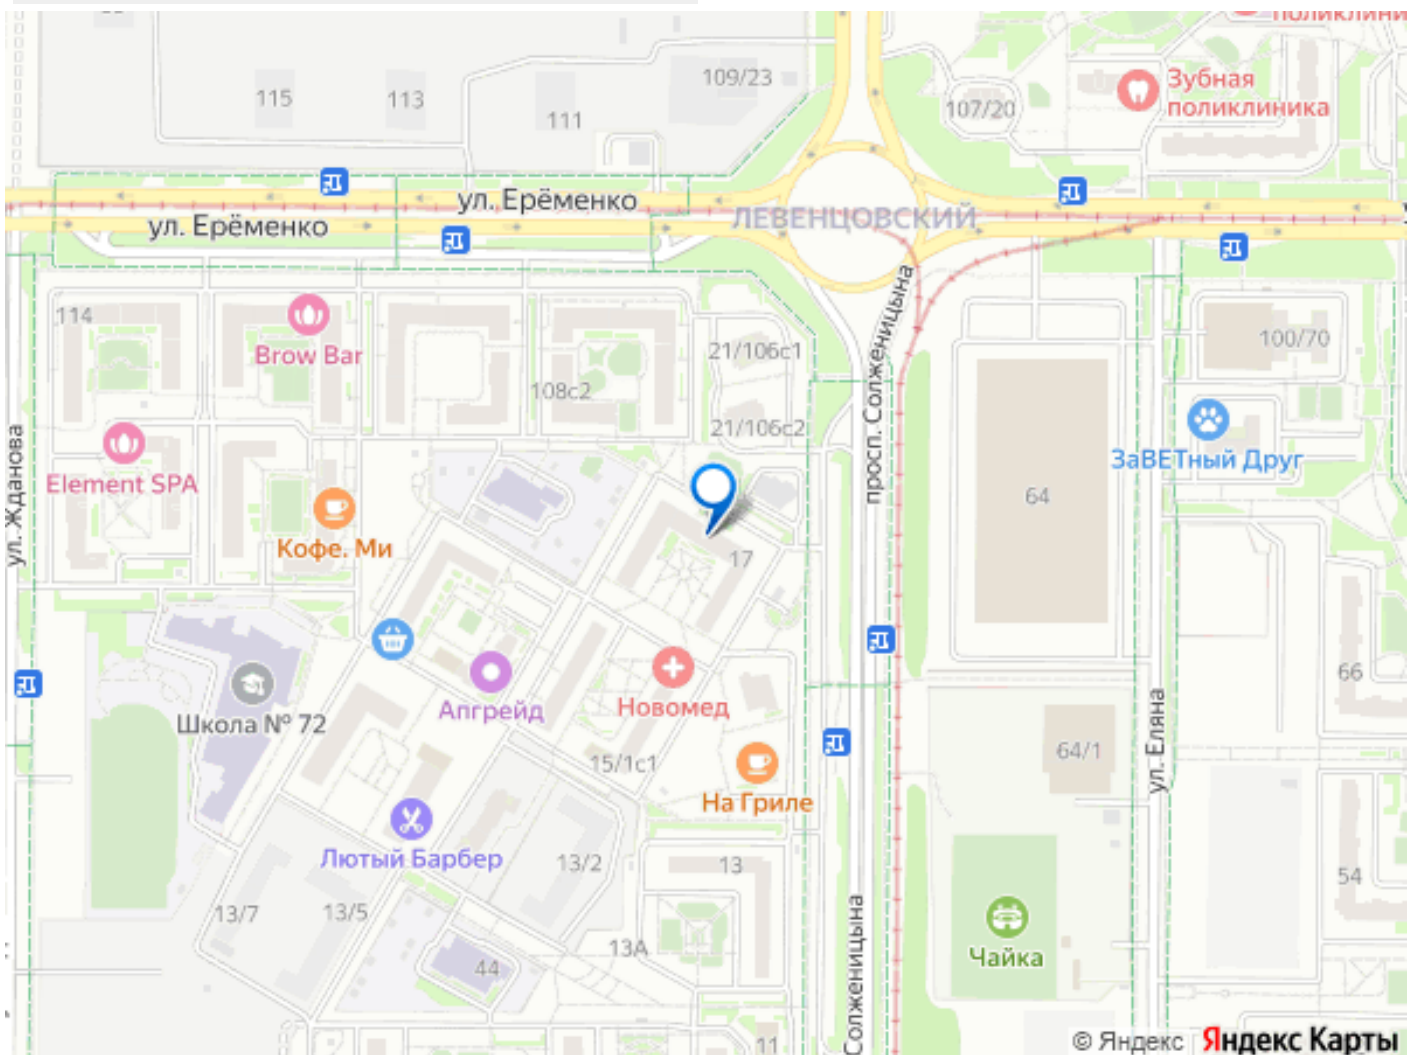 поликлини
109/23
Зубная
поликлиника
115
113
107/20
111
ул. Ерёменко
ЛЕВЕНЦОВСКИЙ
ул. Ерёменко
просп. Солженицына
114
Brow Bar
21/106с1
100/70
108с2
21/106с2
ул. Жданова
Element SPA
ЗаВЕТный Друг
64
Кофе. Ми
17
66
Школа № 72
Апгрейд
Новомед
ул. Еляна
64/1
15/1с1
На Гриле
Лютый Барбер
13/2
13
54
13/7
13/5
Солженицына
13А
Чайка
44
11
© Яндекс
Яндекс Карты